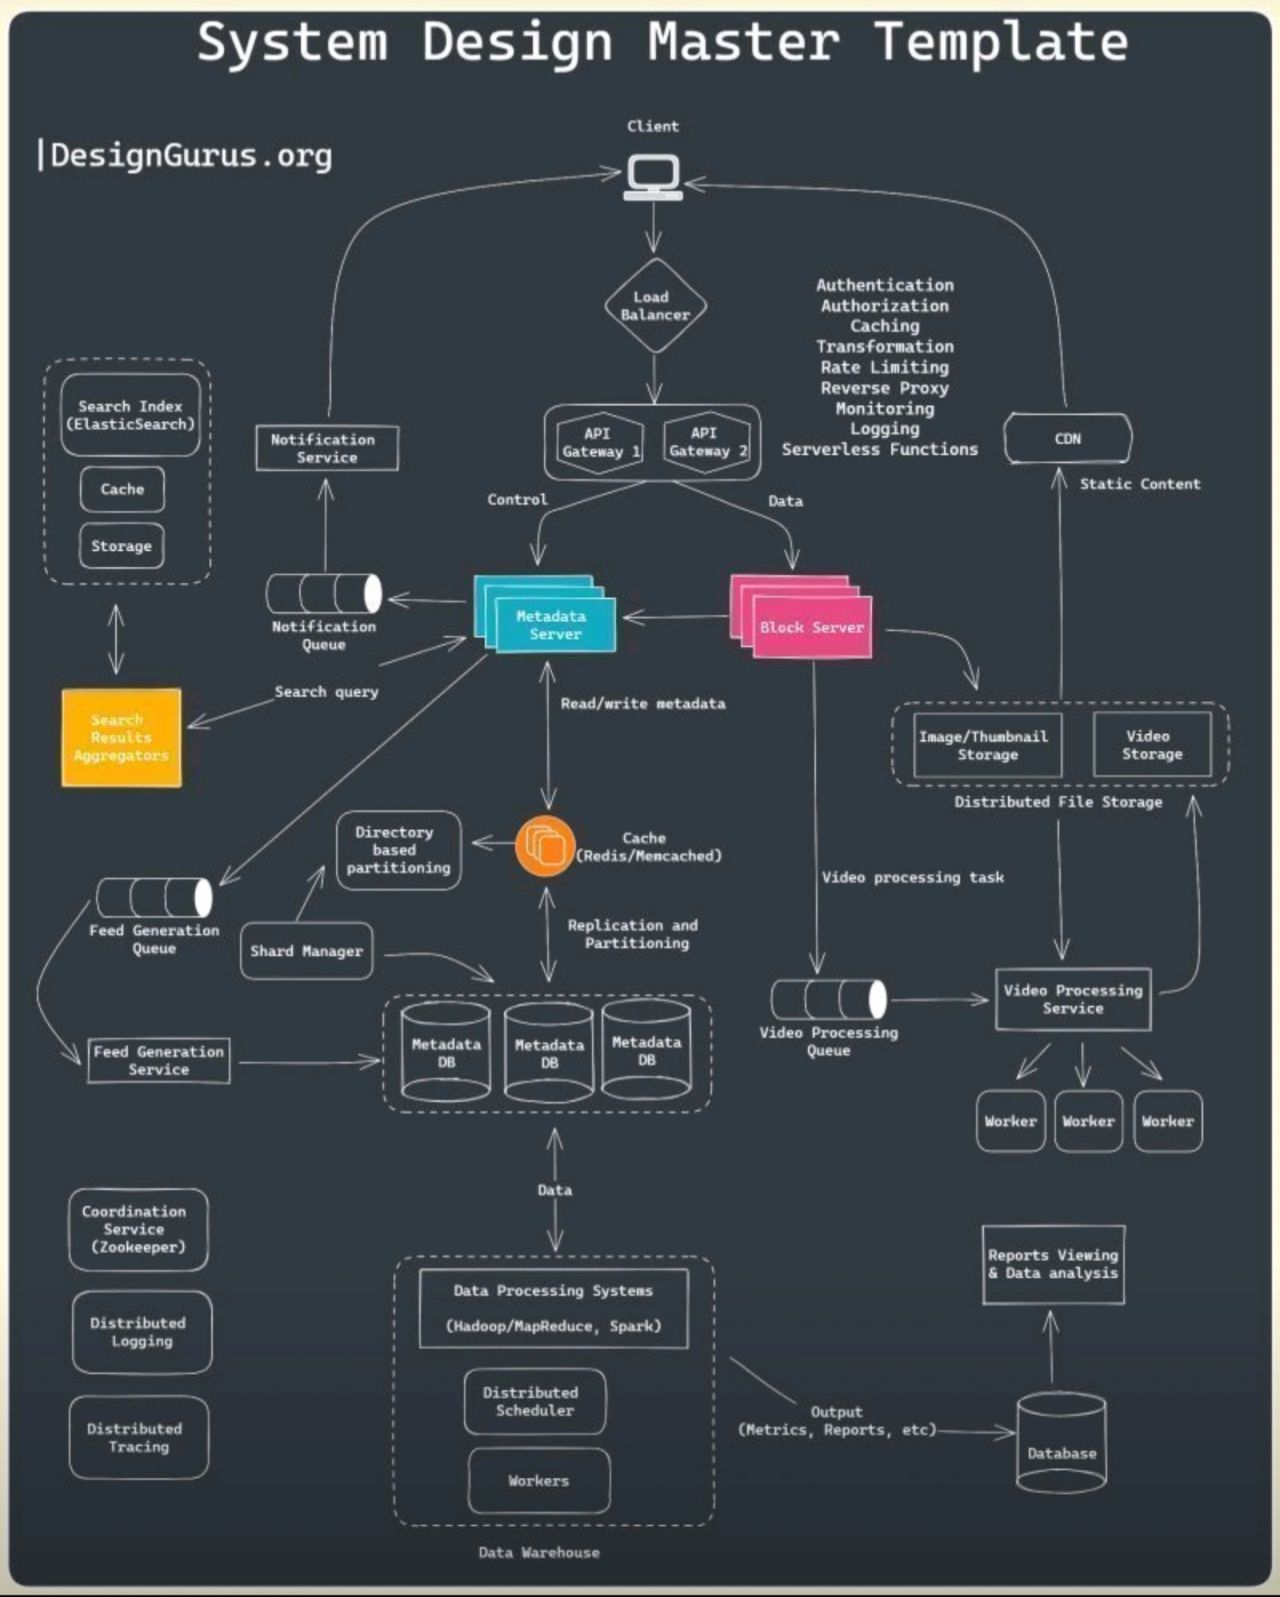 System Design Master Template
|DesignGurus.org
Client
Load
Balancer
Authentication
Authorization
Caching
Transformation
Rate Limiting
Reverse Proxy
Monitoring
Logging
Serverless Functions
Search Index
(ElasticSearch)
Cache
Storage
Notification
Service
API
Gateway 1
API
Gateway 2
CDN
Static Content
Control
Data
Notification
Queue
Metadata
Server
Block Server
Search query
Search
Results
Aggregators
Read/write metadata
Image/Thumbnail
Storage
Video
Storage
Distributed File Storage
Directory
based
partitioning
Cache
(Redis/Memcached)
Video processing task
Feed Generation
Queue
Shard Manager
Replication and
Partitioning
Video Processing
Queue
Video Processing
Service
Feed Generation
Service
Metadata
DB
Metadata
DB
Metadata
DB
Worker
Worker
Worker
Data
Coordination
Service
(Zookeeper)
Distributed
Logging
Distributed
Tracing
Data Processing Systems
(Hadoop/MapReduce, Spark)
Distributed
Scheduler
Workers
Data Warehouse
Reports Viewing
& Data analysis
Output
(Metrics, Reports, etc)
Database